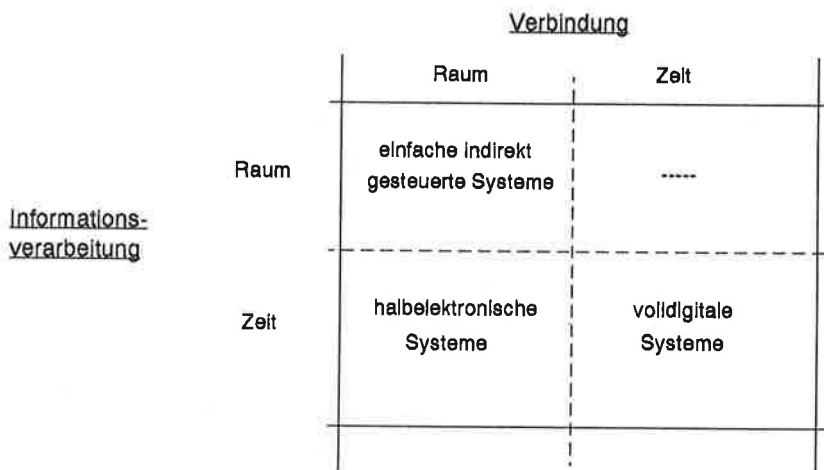 Verbindung
Raum Zeit
Raum
einfache indirekt
gesteuerte Systeme
-----
Informations-
verarbeitung
Zeit
halbelektronische
Systeme
volldigitale
Systeme